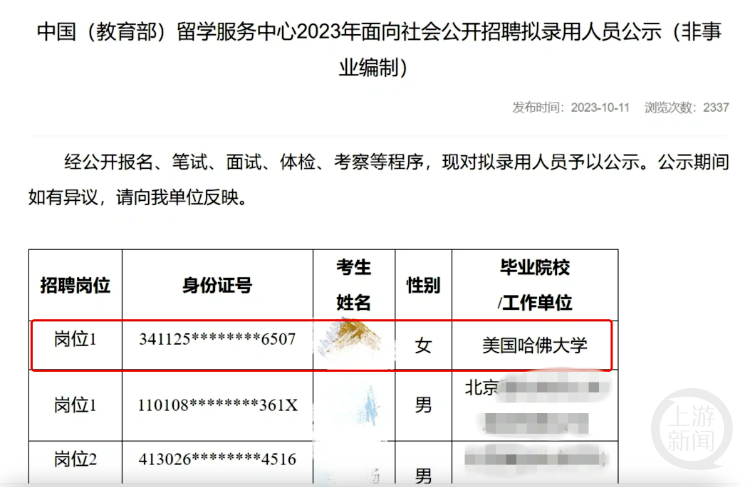 中国（教育部）留学服务中心2023年面向社会公开招聘拟录用人员公示（非事
业编制）
发布时间：2023-10-11 浏览次数：2337
经公开报名、笔试、面试、体检、考察等程序，现对拟录用人员予以公示。公示期间
如有异议，请向我单位反映。
招聘岗位 身份证号 考生姓名 性别 毕业院校/工作单位
岗位1 341125********6507 女 美国哈佛大学
岗位1 110108********361X 男 北京
岗位2 413026********4516 男
上游新闻